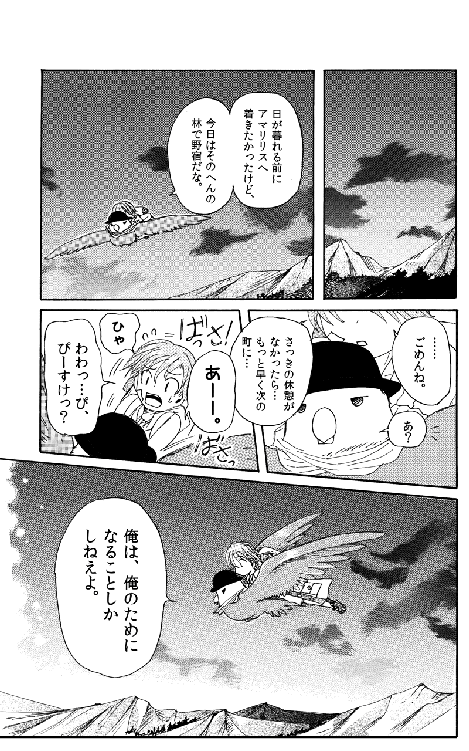 日が暮れる前に
アマリリスへ
着きたかったけど、
今日はそのへんの
林で野宿だな。
……
ごめんね。
あ?
さっきの休憩が
なかったら…
もっと早く次の
町に…
あーー。
ばっさ!
ばさっ
ひゃ
わわっ…ぴ、
ぴーすけっ?
俺は、俺のために
なることしか
しねえよ。